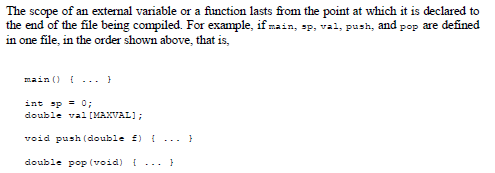 The scope of an external variable or a function lasts from the point at which it is declared to
the end of the file being compiled. For example, if main, sp, val, push, and pop are defined
in one file, in the order shown above, that is,
main() { ... }
int sp = 0;
double val[MAXVAL];
void push(double f) { ... }
double pop(void) { ... }